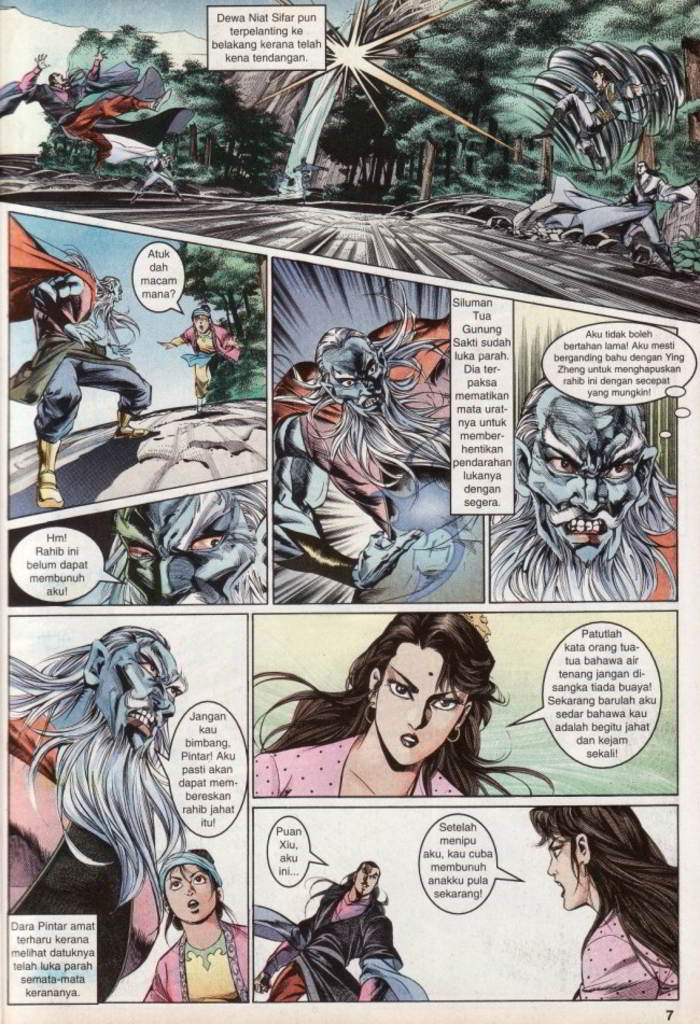 Dewa Niat Sifar pun
terpelanting ke
belakang kerana telah
kena tendangan.
Atuk
dah
macam
mana?
Siluman
Tua
Gunung
Sakti sudah
luka parah.
Dia ter-
paksa
mematikan
mata urat-
nya untuk
member-
hentikan
pendarahan
lukanya
dengan
segera.
Aku tidak boleh
bertahan lama! Aku mesti
berganding bahu dengan Ying
Zheng untuk menghapuskan
rahib ini dengan secepat
yang mungkin!
Hm!
Rahib ini
belum dapat
membunuh
aku!
Jangan
kau
bimbang,
Pintar! Aku
pasti akan
dapat mem-
bereskan
rahib jahat
itu!
Dara Pintar amat
terharu kerana
melihat datuknya
telah luka parah
semata-mata
kerananya.
Patutlah
kata orang tua-
tua bahawa air
tenang jangan di-
sangka tiada buaya!
Sekarang barulah aku
sedar bahawa kau
adalah begitu jahat
dan kejam
sekali!
Puan
Xiu,
aku
ini...
Setelah
menipu
aku, kau cuba
membunuh
anakku pula
sekarang!
7